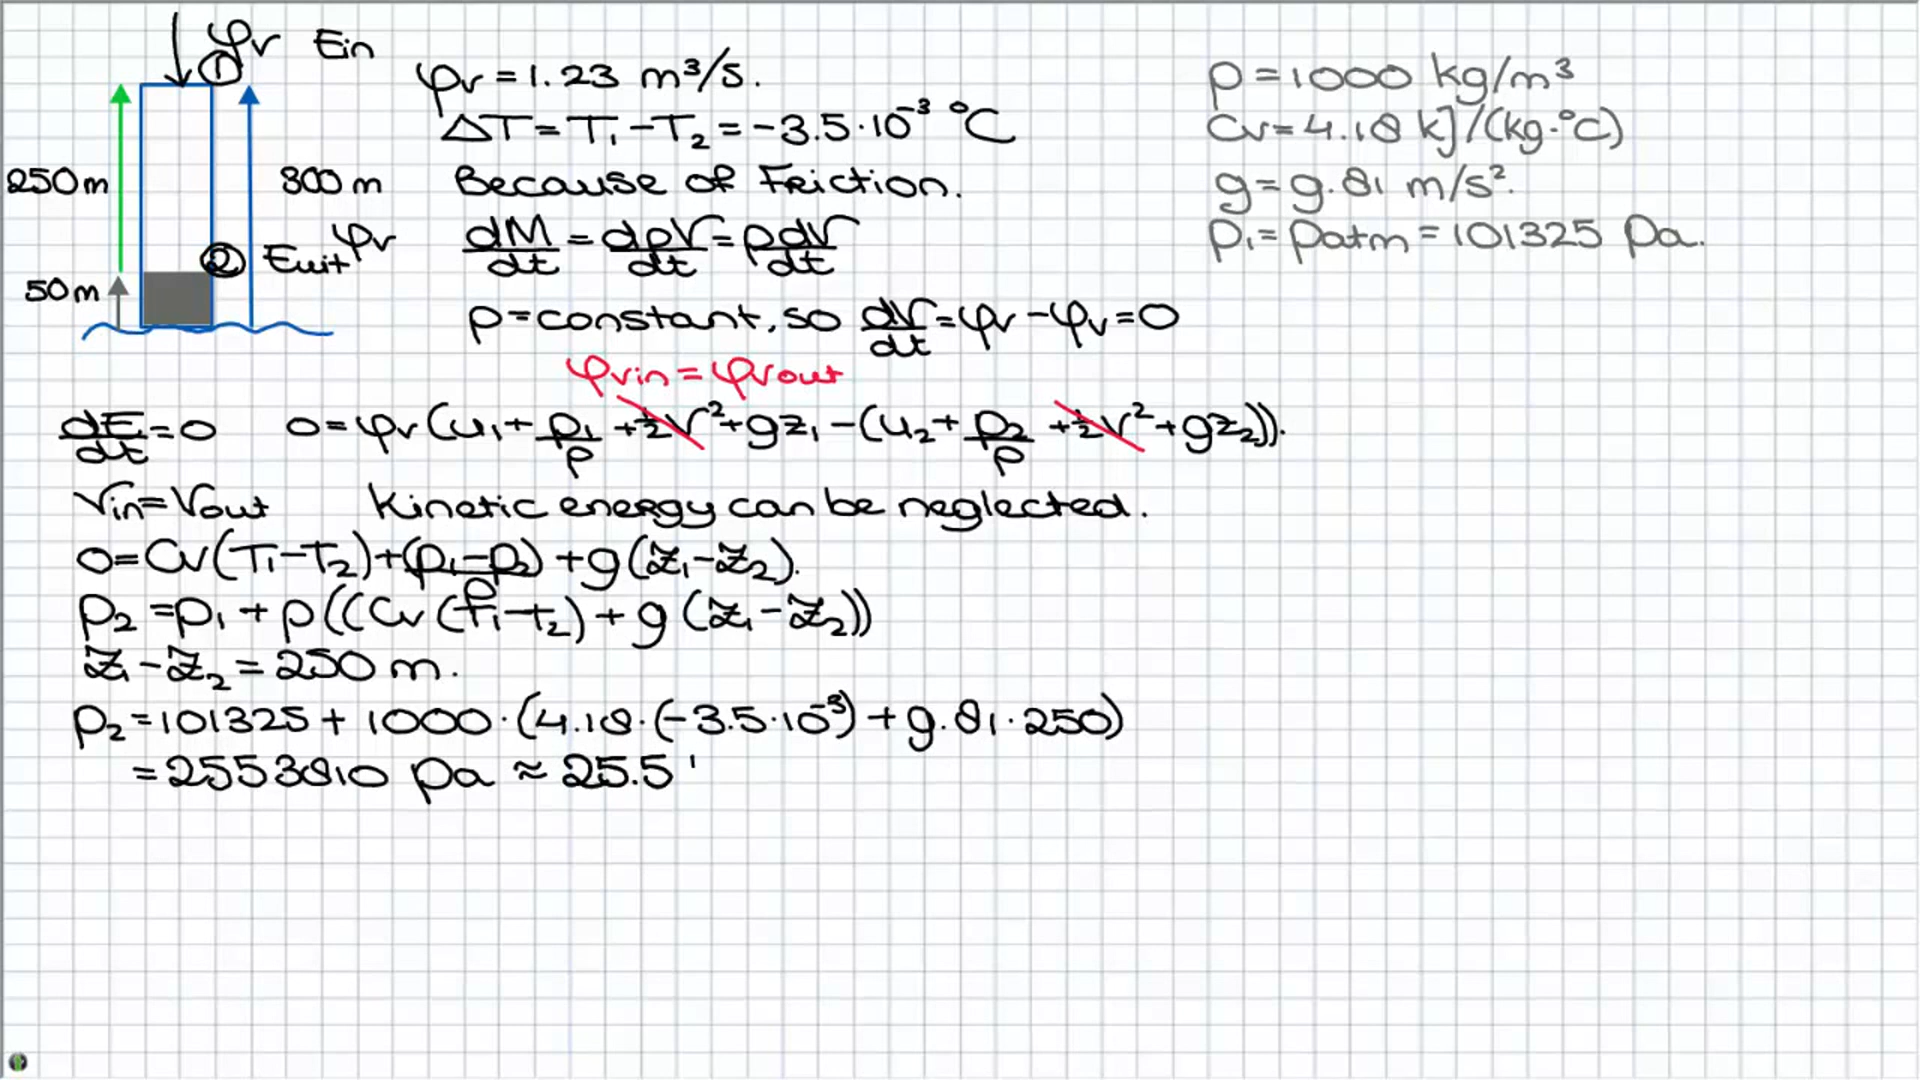 φv Ein
①
φv = 1.23 m³/s.
ΔT = T₁ - T₂ = -3.5·10⁻³ °C
250m
300 m
Because of Friction.
② Euit φv
dM/dt = dρV/dt = ρdV/dt
50m
ρ = constant, so dV/dt = φv - φv = 0
φvin = φvout
dE/dt = 0 0 = φv(u₁ + p₁/ρ + ½v² + gz₁ - (u₂ + p₂/ρ + ½v² + gz₂)).
Vin = Vout Kinetic energy can be neglected.
0 = Cv(T₁-T₂) + (p₁-p₂)/ρ + g(z₁-z₂).
p₂ = p₁ + ρ((Cv(T₁-T₂) + g(z₁-z₂))
z₁ - z₂ = 250 m.
p₂ = 101325 + 1000·(4.18·(-3.5·10⁻³) + 9.81·250)
= 2553810 pa ≈ 25.5
ρ = 1000 kg/m³
Cv = 4.18 kJ/(kg·°C)
g = 9.81 m/s².
p₁ = patm = 101325 pa.